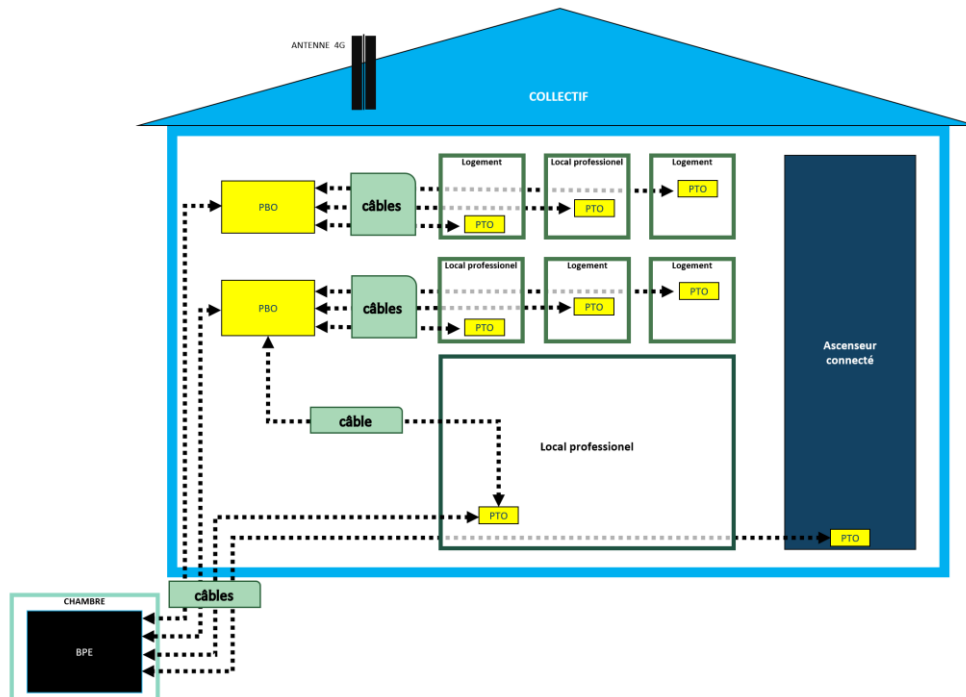 ANTENNE 4G
COLLECTIF
Logement
Local professionel
Logement
PBO
câbles
PTO
PTO
PTO
Local professionel
Logement
Logement
PBO
câbles
PTO
PTO
PTO
Ascenseur
connecté
câble
Local professionel
PTO
PTO
câbles
CHAMBRE
BPE